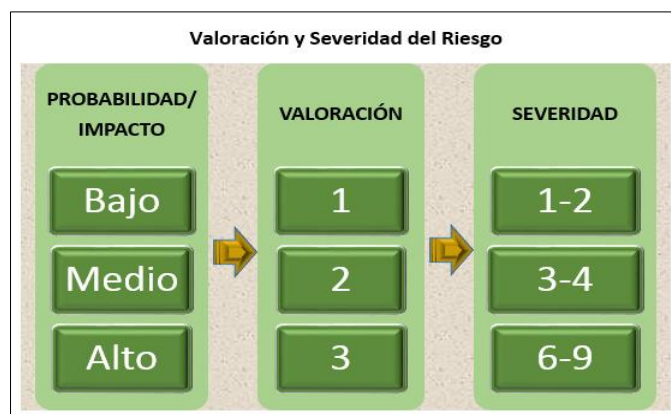 Valoración y Severidad del Riesgo
PROBABILIDAD/
IMPACTO
Bajo
Medio
Alto
VALORACIÓN
1
2
3
SEVERIDAD
1-2
3-4
6-9